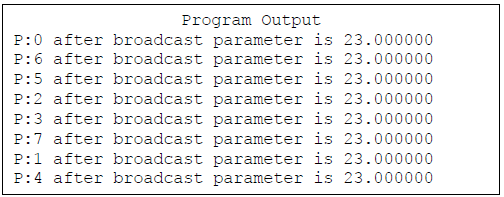 Program Output
P:0 after broadcast parameter is 23.000000
P:6 after broadcast parameter is 23.000000
P:5 after broadcast parameter is 23.000000
P:2 after broadcast parameter is 23.000000
P:3 after broadcast parameter is 23.000000
P:7 after broadcast parameter is 23.000000
P:1 after broadcast parameter is 23.000000
P:4 after broadcast parameter is 23.000000